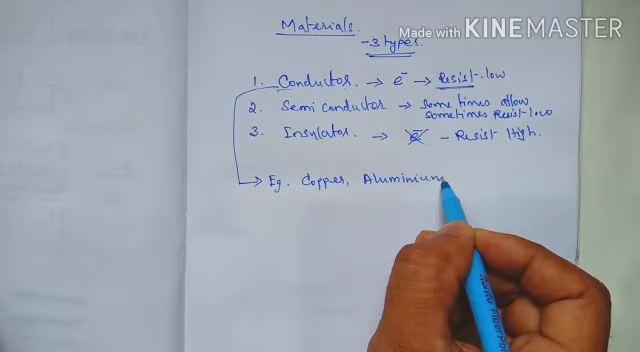 Materials.
Made with KINEMASTER
- 3 types.
1. Conductor. → e⁻ → Resist - low
2. Semi conductor → some times allow
sometimes Resist - low
3. Insulator. → e⁻ - Resist High.
Eg. Copper, Aluminium